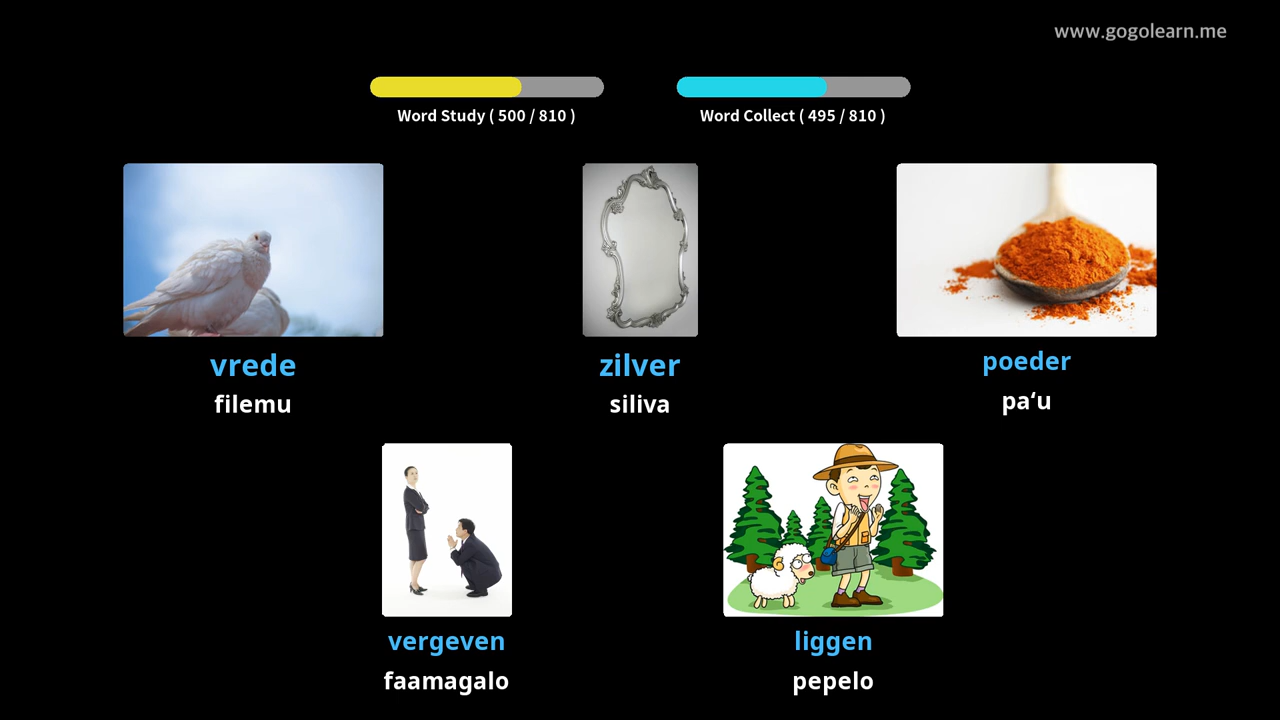 www.gogolearn.me
Word Study ( 500 / 810 )
Word Collect ( 495 / 810 )
vrede
filemu
zilver
siliva
poeder
paʻu
vergeven
faamagalo
liggen
pepelo